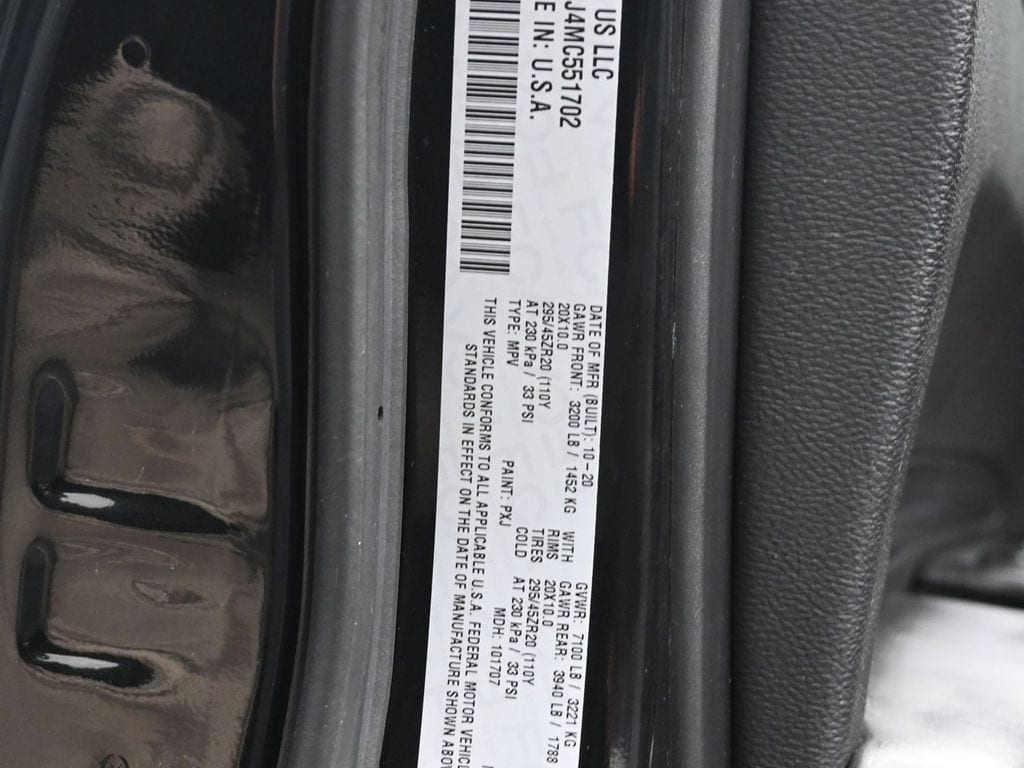 US LLC
J4MC551702
E IN: U.S.A.
DATE OF MFR (BUILT): 10-20 GVWR: 7100 LB / 3221 KG
GAWR FRONT: 3200 LB / 1452 KG WITH GAWR REAR: 3940 LB / 1788
20X10.0 RIMS 20X10.0
295/45ZR20 (110Y TIRES 295/45ZR20 (110Y
AT 230 kPa / 33 PSI COLD AT 230 kPa / 33 PSI
TYPE: MPV PAINT: PXJ MDH: 101707
THIS VEHICLE CONFORMS TO ALL APPLICABLE U.S.A. FEDERAL MOTOR VEHICL
STANDARDS IN EFFECT ON THE DATE OF MANUFACTURE SHOWN ABOV